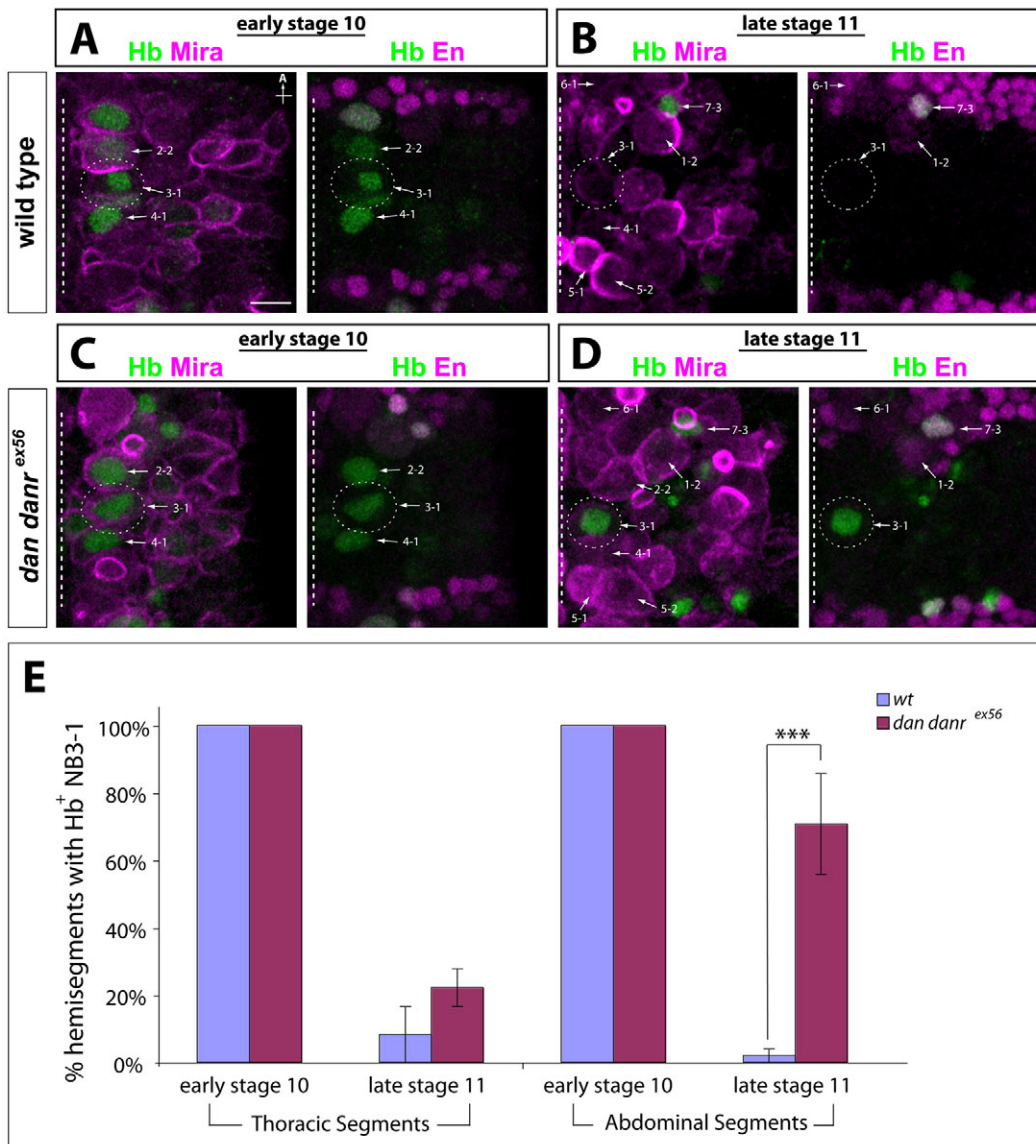 A
early stage 10
Hb Mira
Hb En
B
late stage 11
Hb Mira
Hb En
wild type
A
2-2
3-1
4-1
2-2
3-1
4-1
6-1
7-3
3-1
1-2
4-1
5-1
5-2
6-1
7-3
3-1
1-2
C
early stage 10
Hb Mira
Hb En
D
late stage 11
Hb Mira
Hb En
dan danr ex56
2-2
3-1
4-1
2-2
3-1
4-1
6-1
7-3
1-2
2-2
3-1
4-1
5-1
5-2
6-1
7-3
1-2
3-1
E
% hemisegments with Hb+ NB3-1
100%
80%
60%
40%
20%
0%
wt
dan danr ex56
***
early stage 10
late stage 11
early stage 10
late stage 11
Thoracic Segments
Abdominal Segments